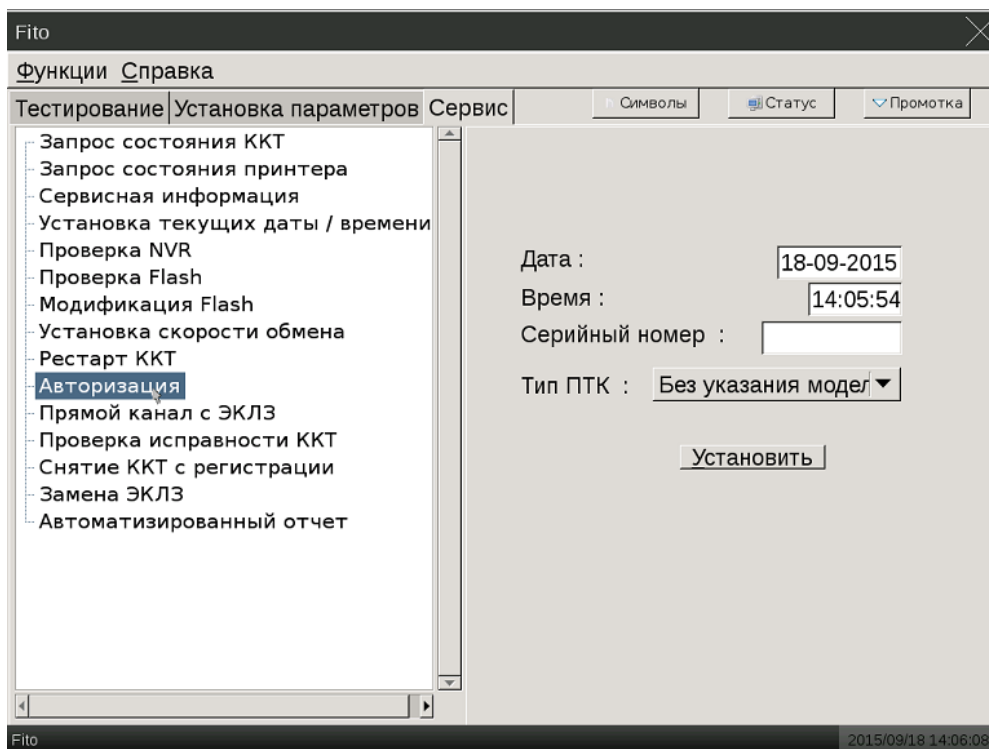 Fito
Функции Справка
Тестирование Установка параметров Сервис Символы Статус Промотка
Запрос состояния ККТ
Запрос состояния принтера
Сервисная информация
Установка текущих даты / времени
Проверка NVR
Проверка Flash
Модификация Flash
Установка скорости обмена
Рестарт ККТ
Авторизация
Прямой канал с ЭКЛЗ
Проверка исправности ККТ
Снятие ККТ с регистрации
Замена ЭКЛЗ
Автоматизированный отчет
Дата : 18-09-2015
Время : 14:05:54
Серийный номер :
Тип ПТК : Без указания модел
Установить
Fito 2015/09/18 14:06:08